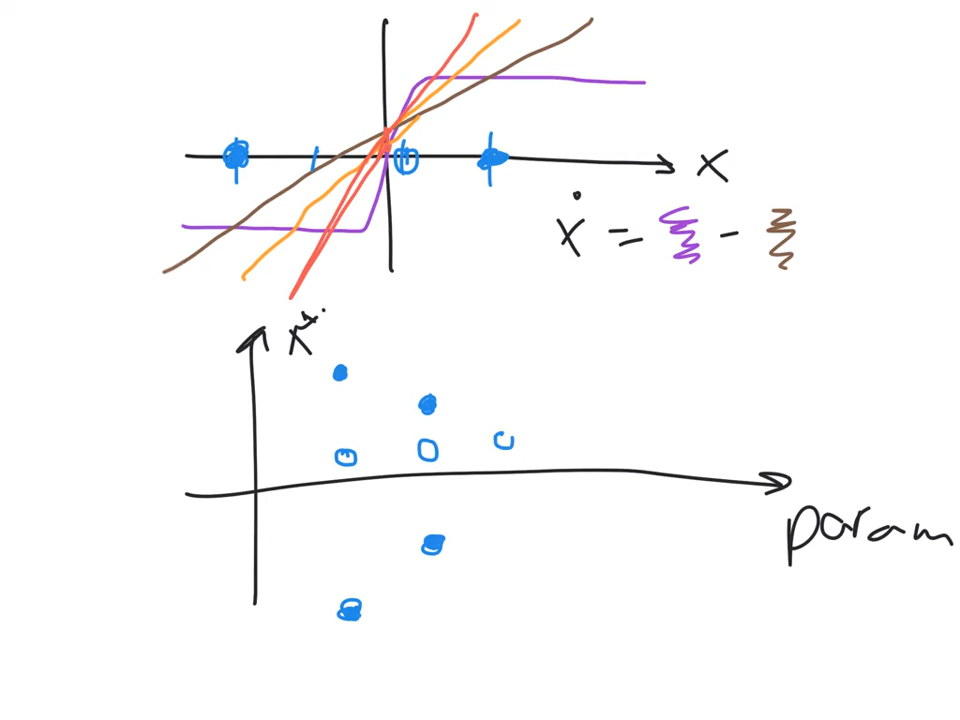 x
ẋ = -
x*
param